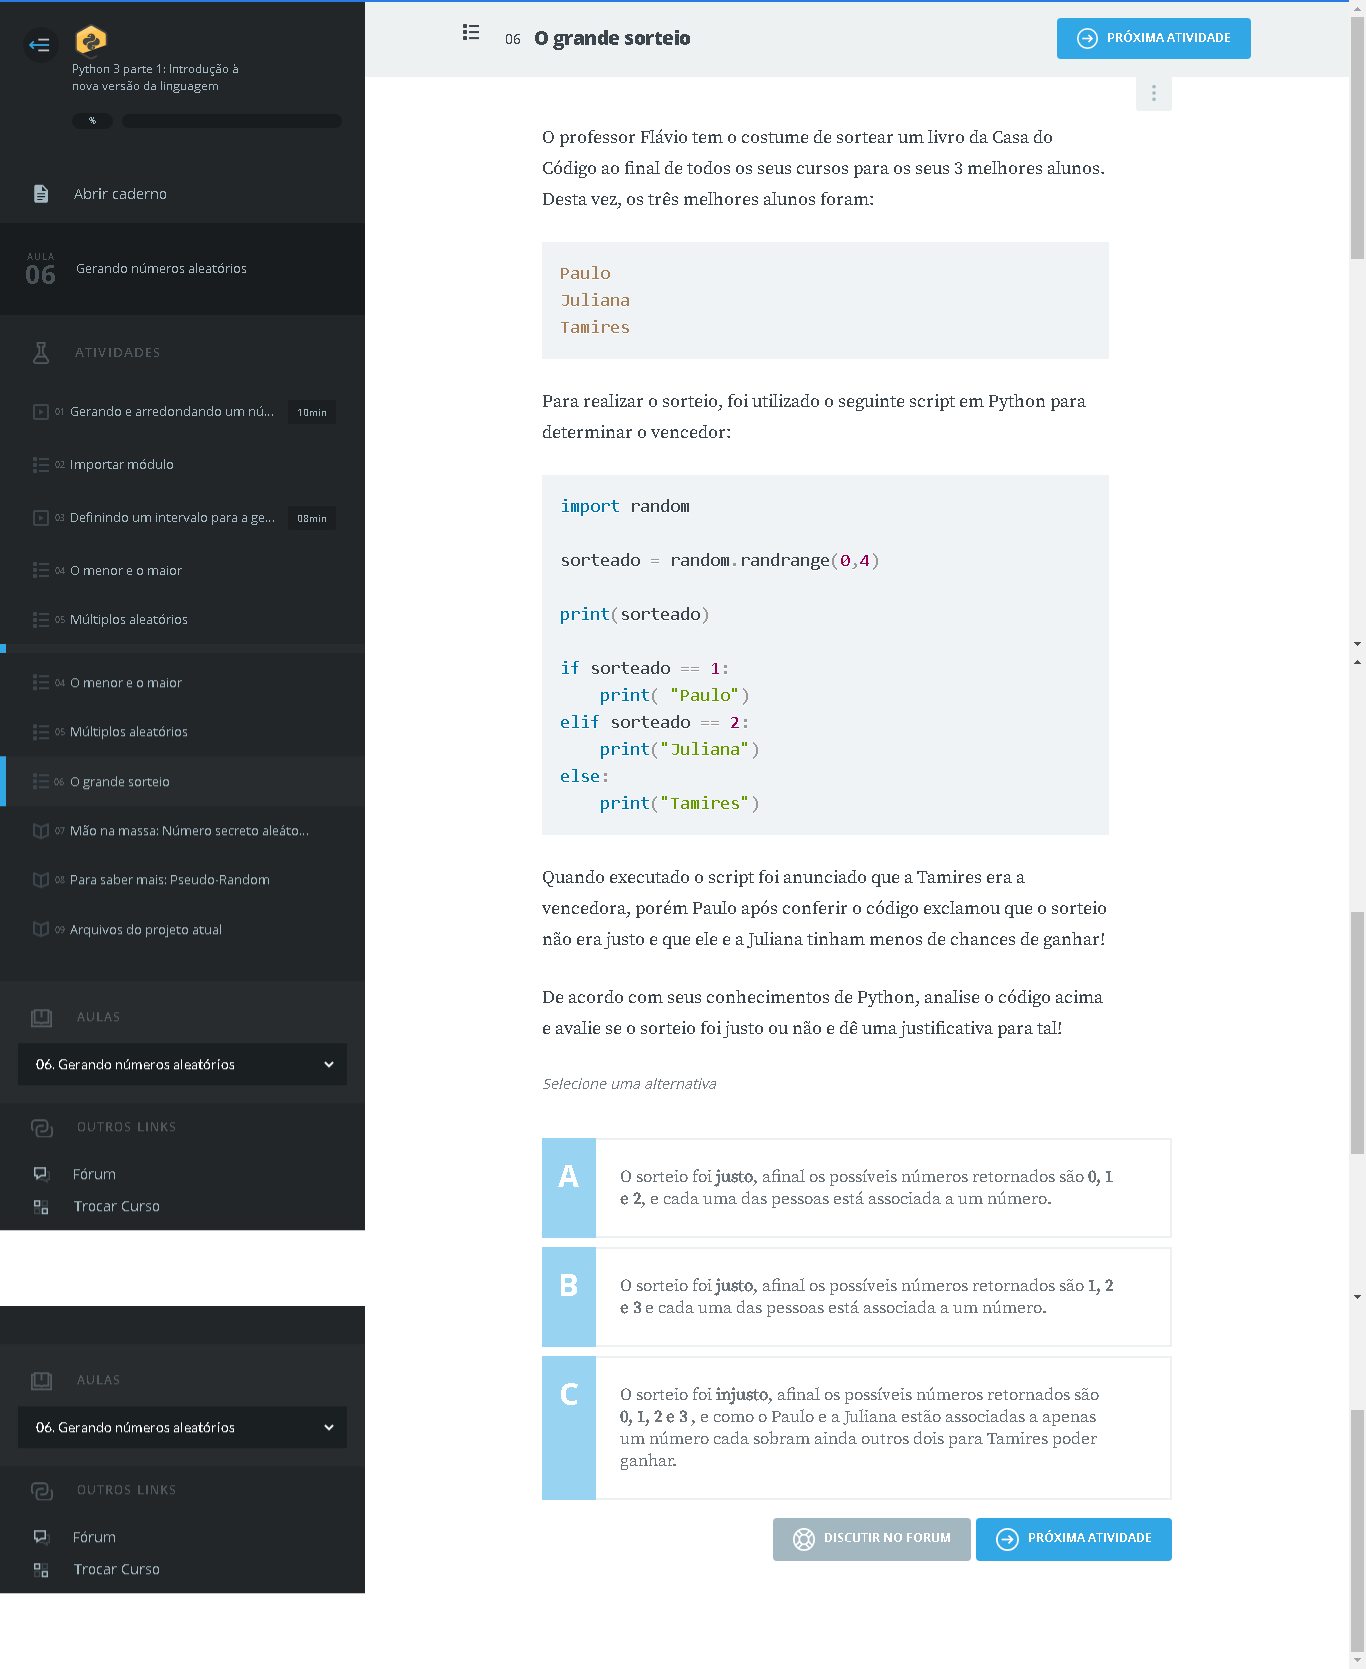 Python 3 parte 1: Introdução à
nova versão da linguagem
%
Abrir caderno
AULA
06
Gerando números aleatórios
ATIVIDADES
01 Gerando e arredondando um nú... 10min
02 Importar módulo
03 Definindo um intervalo para a ge... 08min
04 O menor e o maior
05 Múltiplos aleatórios
04 O menor e o maior
05 Múltiplos aleatórios
06 O grande sorteio
07 Mão na massa: Número secreto aleáto...
08 Para saber mais: Pseudo-Random
09 Arquivos do projeto atual
AULAS
06. Gerando números aleatórios
OUTROS LINKS
Fórum
Trocar Curso
AULAS
06. Gerando números aleatórios
OUTROS LINKS
Fórum
Trocar Curso
06 O grande sorteio
PRÓXIMA ATIVIDADE
O professor Flávio tem o costume de sortear um livro da Casa do
Código ao final de todos os seus cursos para os seus 3 melhores alunos.
Desta vez, os três melhores alunos foram:
Paulo
Juliana
Tamires
Para realizar o sorteio, foi utilizado o seguinte script em Python para
determinar o vencedor:
import random
sorteado = random.randrange(0,4)
print(sorteado)
if sorteado == 1:
    print( "Paulo")
elif sorteado == 2:
    print("Juliana")
else:
    print("Tamires")
Quando executado o script foi anunciado que a Tamires era a
vencedora, porém Paulo após conferir o código exclamou que o sorteio
não era justo e que ele e a Juliana tinham menos de chances de ganhar!
De acordo com seus conhecimentos de Python, analise o código acima
e avalie se o sorteio foi justo ou não e dê uma justificativa para tal!
Selecione uma alternativa
A
O sorteio foi justo, afinal os possíveis números retornados são 0, 1
e 2, e cada uma das pessoas está associada a um número.
B
O sorteio foi justo, afinal os possíveis números retornados são 1, 2
e 3 e cada uma das pessoas está associada a um número.
C
O sorteio foi injusto, afinal os possíveis números retornados são
0, 1, 2 e 3 , e como o Paulo e a Juliana estão associadas a apenas
um número cada sobram ainda outros dois para Tamires poder
ganhar.
DISCUTIR NO FORUM
PRÓXIMA ATIVIDADE